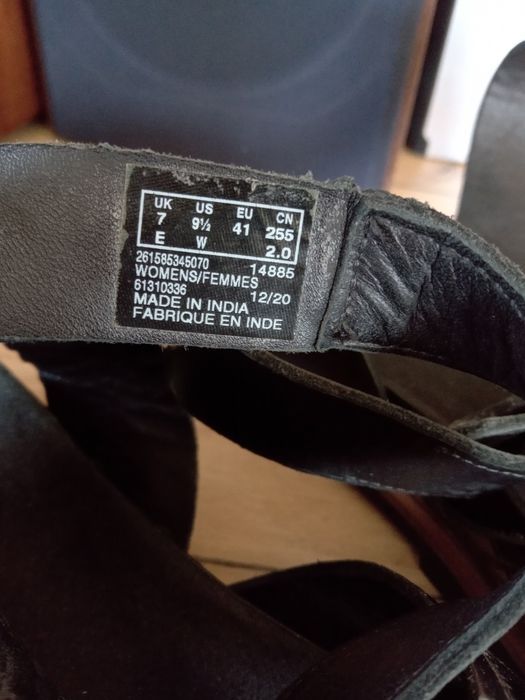 UK US EU CN
7 9½ 41 255
E W 2.0
261585345070 14885
WOMENS/FEMMES
61310336 12/20
MADE IN INDIA
FABRIQUE EN INDE